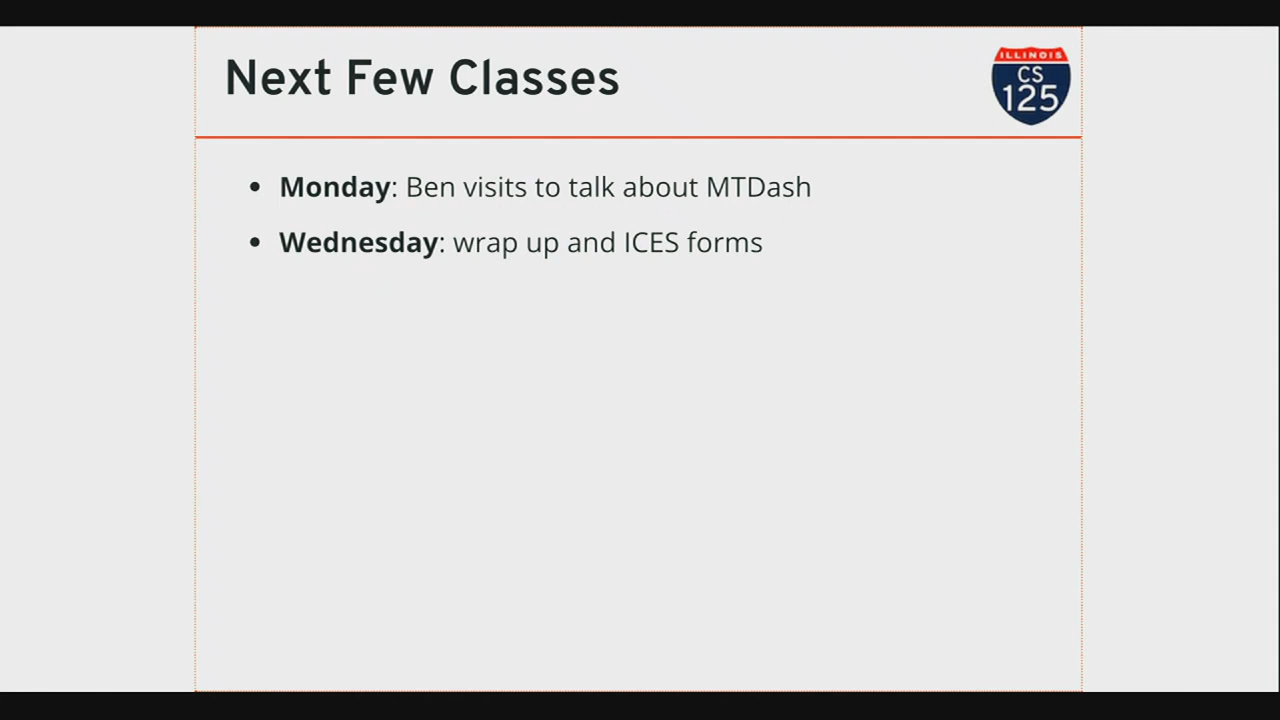 Next Few Classes
ILLINOIS
CS
125
Monday: Ben visits to talk about MTDash
Wednesday: wrap up and ICES forms